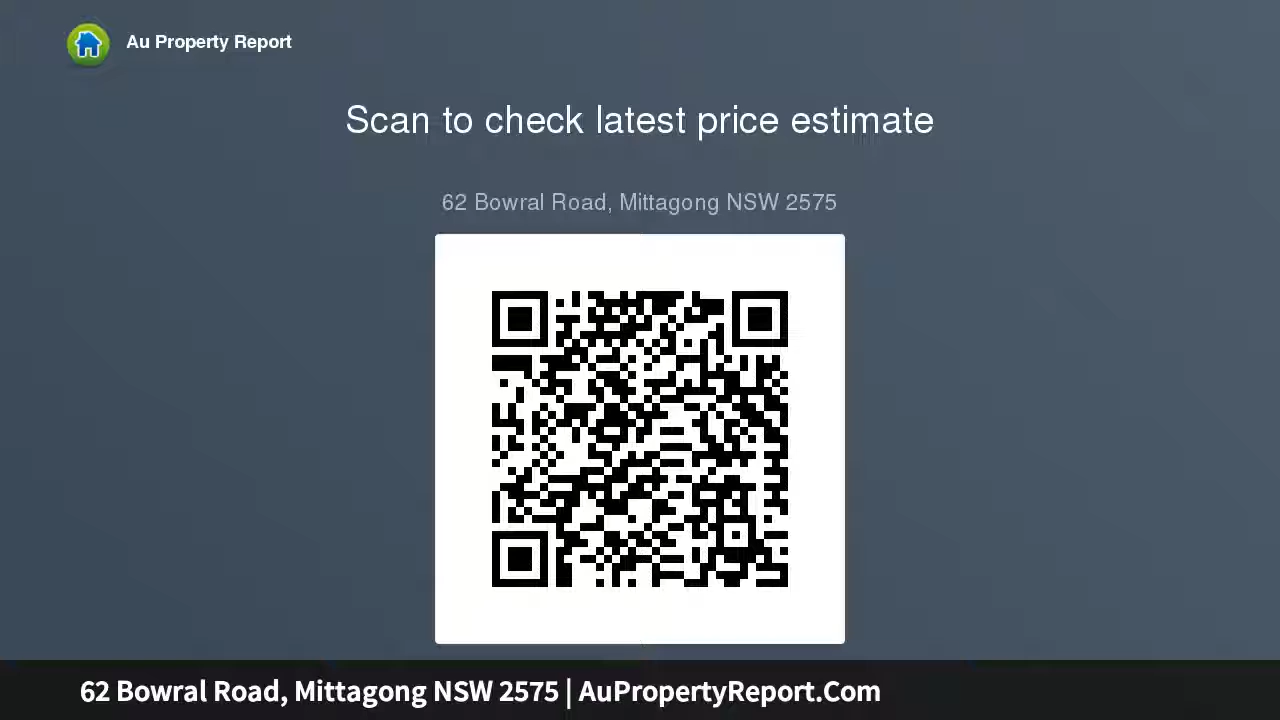 Au Property Report
Scan to check latest price estimate
62 Bowral Road, Mittagong NSW 2575
62 Bowral Road, Mittagong NSW 2575 | AuPropertyReport.Com